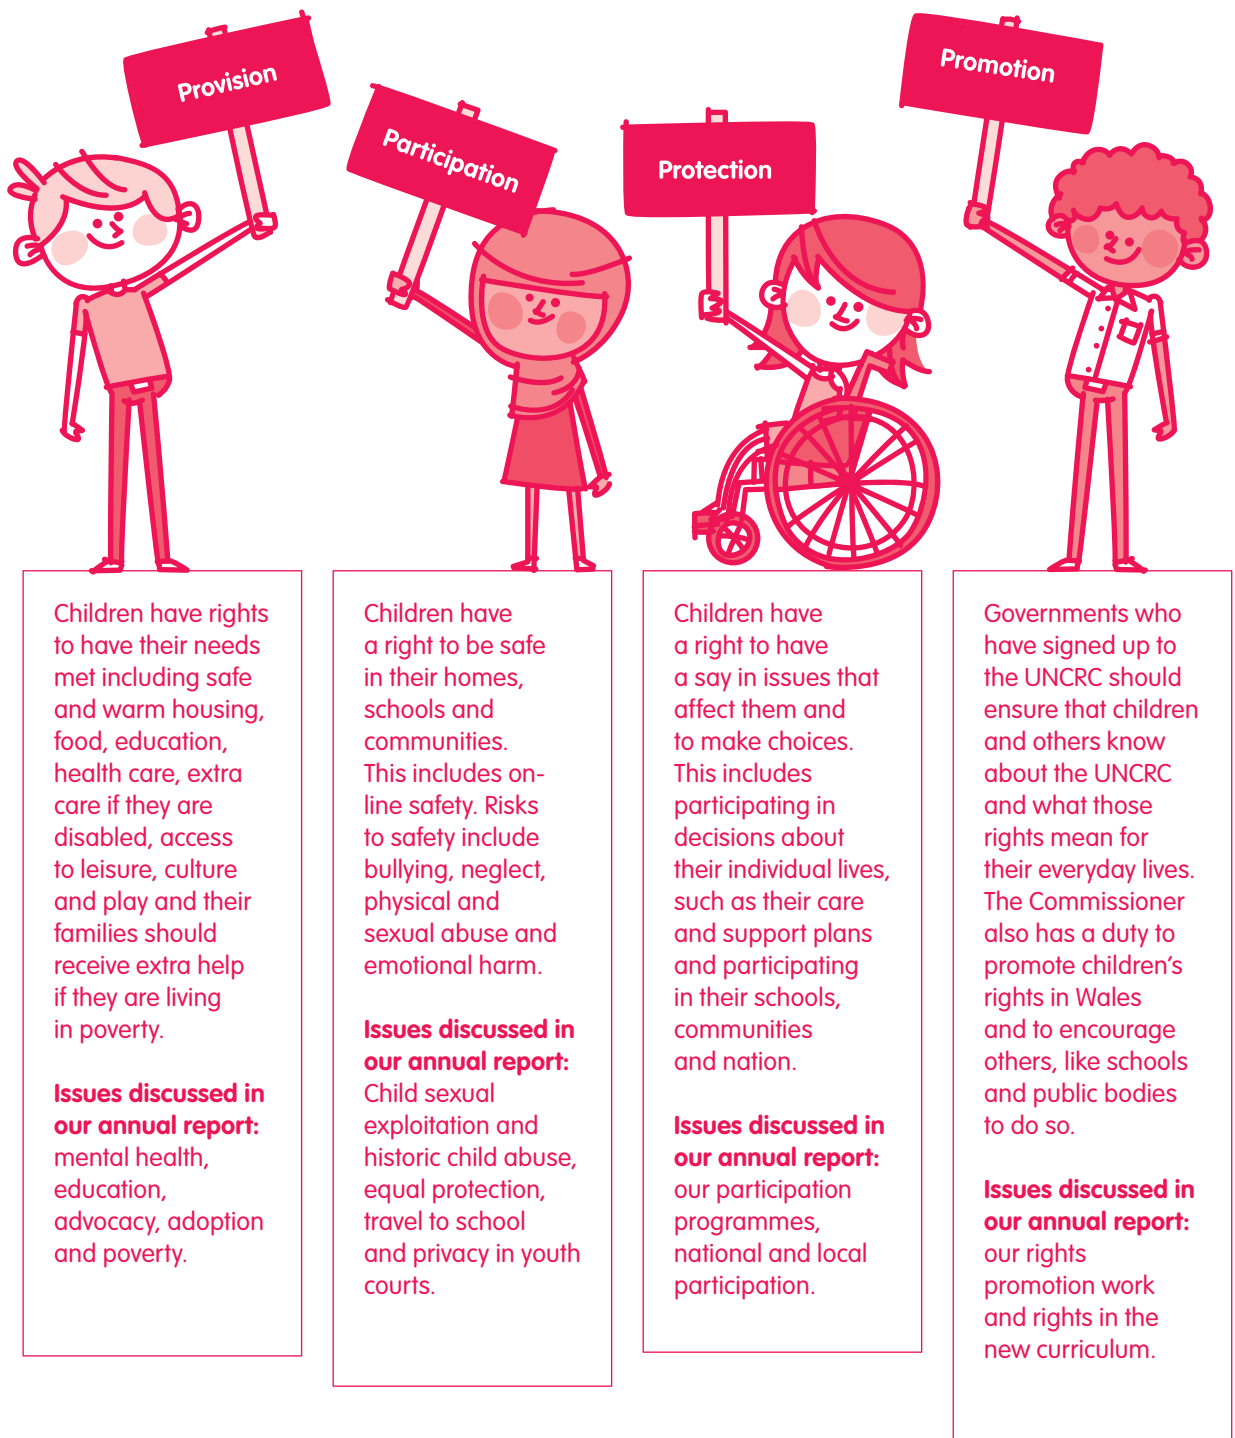 Provision
Participation
Protection
Promotion
Children have rights
to have their needs
met including safe
and warm housing,
food, education,
health care, extra
care if they are
disabled, access
to leisure, culture
and play and their
families should
receive extra help
if they are living
in poverty.
Issues discussed in
our annual report:
mental health,
education,
advocacy, adoption
and poverty.
Children have
a right to be safe
in their homes,
schools and
communities.
This includes on-
line safety. Risks
to safety include
bullying, neglect,
physical and
sexual abuse and
emotional harm.
Issues discussed in
our annual report:
Child sexual
exploitation and
historic child abuse,
equal protection,
travel to school
and privacy in youth
courts.
Children have
a right to have
a say in issues that
affect them and
to make choices.
This includes
participating in
decisions about
their individual lives,
such as their care
and support plans
and participating
in their schools,
communities
and nation.
Issues discussed in
our annual report:
our participation
programmes,
national and local
participation.
Governments who
have signed up to
the UNCRC should
ensure that children
and others know
about the UNCRC
and what those
rights mean for
their everyday lives.
The Commissioner
also has a duty to
promote children’s
rights in Wales
and to encourage
others, like schools
and public bodies
to do so.
Issues discussed in
our annual report:
our rights
promotion work
and rights in the
new curriculum.